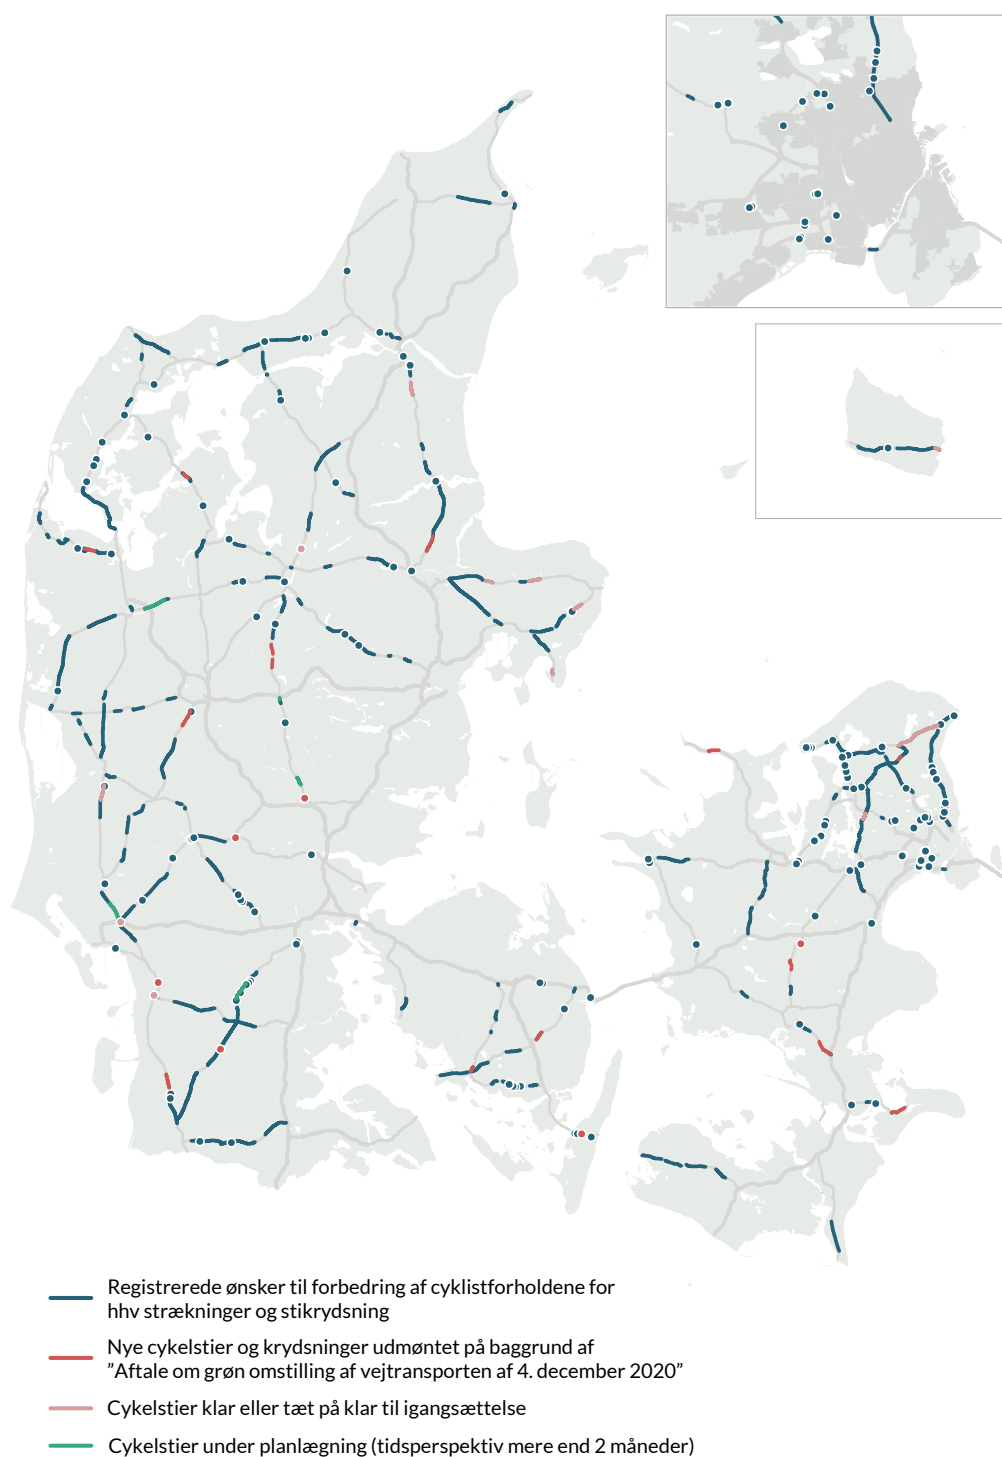 Registrerede ønsker til forbedring af cyklistforholdene for
hhv strækninger og stikrydsning
Nye cykelstier og krydsninger udmøntet på baggrund af
”Aftale om grøn omstilling af vejtransporten af 4. december 2020”
Cykelstier klar eller tæt på klar til igangsættelse
Cykelstier under planlægning (tidsperspektiv mere end 2 måneder)